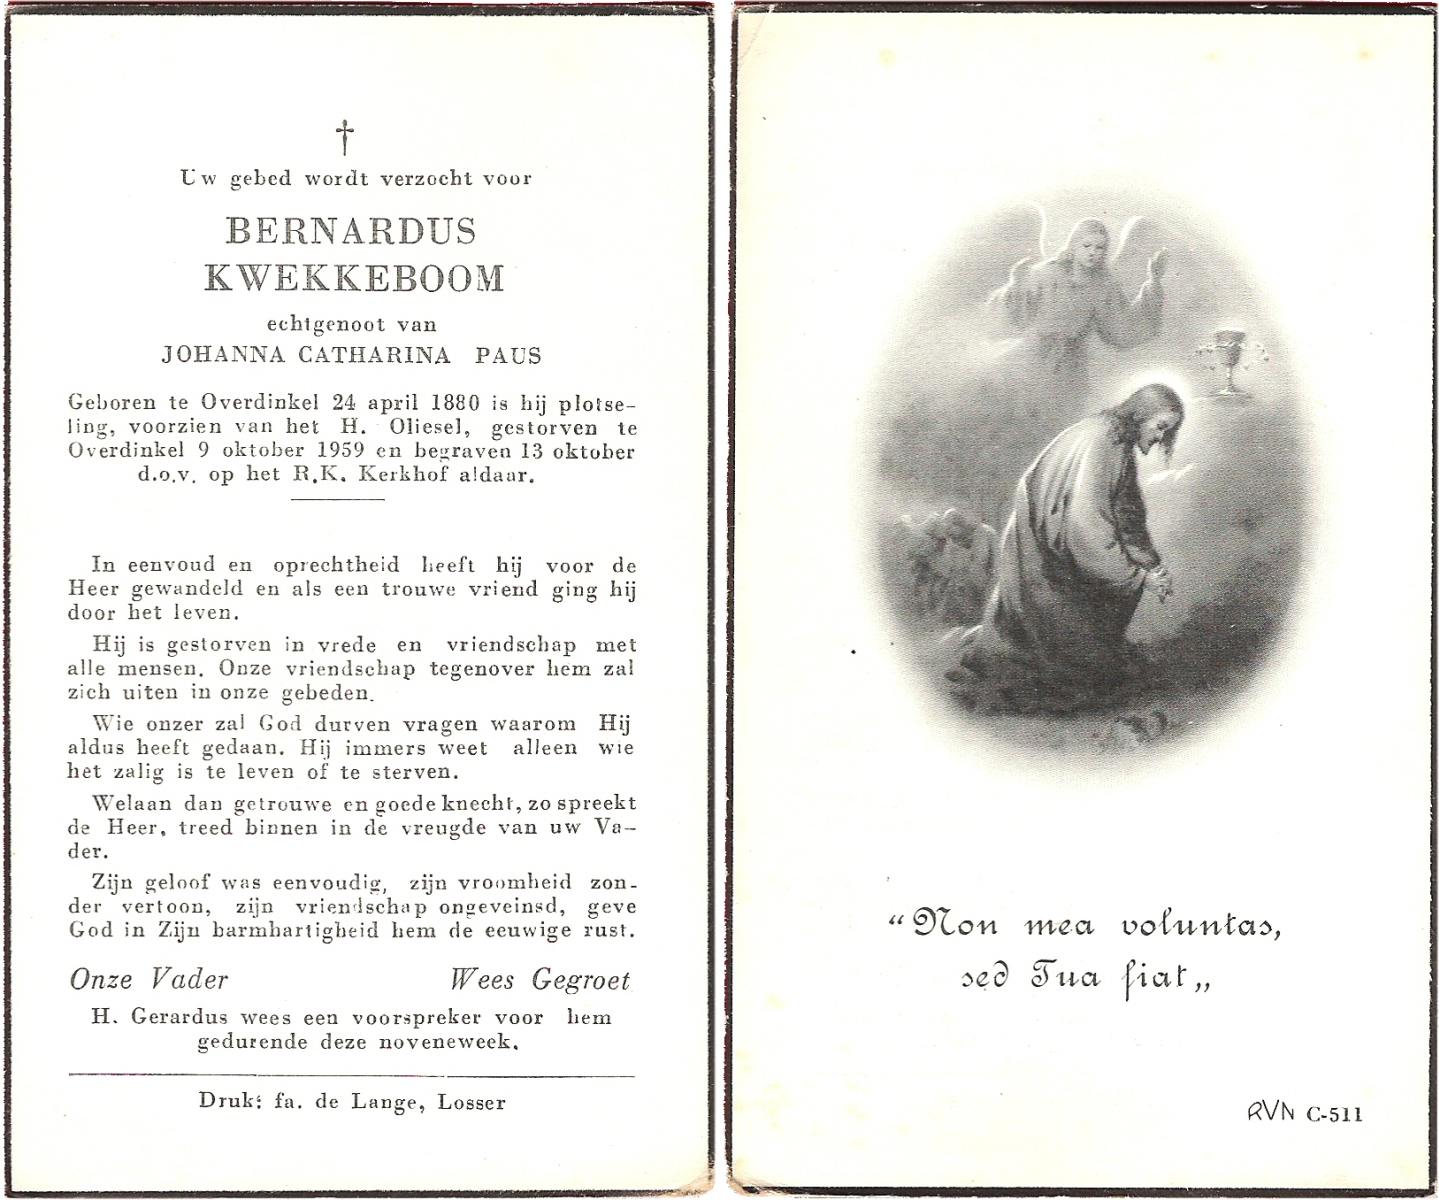 Uw gebed wordt verzocht voor
BERNARDUS
KWEKKEBOOM
echtgenoot van
JOHANNA CATHARINA PAUS
Geboren te Overdinkel 24 april 1880 is hij plotse-
ling, voorzien van het H. Oliesel, gestorven te
Overdinkel 9 oktober 1959 en begraven 13 oktober
d.o.v. op het R.K. Kerkhof aldaar.
In eenvoud en oprechtheid heeft hij voor de
Heer gewandeld en als een trouwe vriend ging hij
door het leven.
Hij is gestorven in vrede en vriendschap met
alle mensen. Onze vriendschap tegenover hem zal
zich uiten in onze gebeden.
Wie onzer zal God durven vragen waarom Hij
aldus heeft gedaan. Hij immers weet alleen wie
het zalig is te leven of te sterven.
Welaan dan getrouwe en goede knecht, zo spreekt
de Heer, treed binnen in de vreugde van uw Va-
der.
Zijn geloof was eenvoudig, zijn vroomheid zon-
der vertoon, zijn vriendschap ongeveinsd, geve
God in Zijn barmhartigheid hem de eeuwige rust.
Onze Vader Wees Gegroet
H. Gerardus wees een voorspreker voor hem
gedurende deze noveneweek.
Druk: fa. de Lange, Losser
"Non mea voluntas,
sed Tua fiat„
RVN C-511